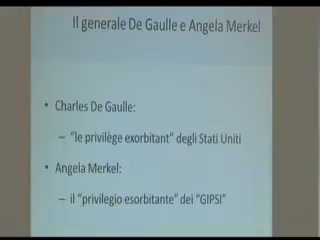 Il generale De Gaulle e Angela Merkel
• Charles De Gaulle:
– "le privilège exorbitant" degli Stati Uniti
• Angela Merkel:
– il "privilegio esorbitante" dei "GIPSI"